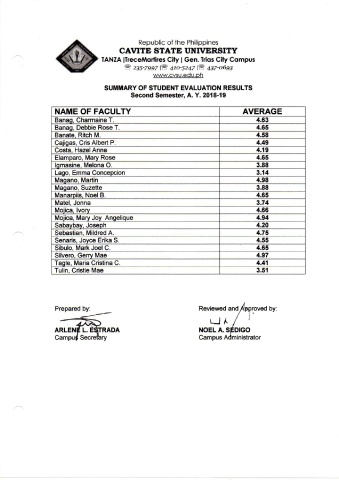 Republic of the Philippines
CAVITE STATE UNIVERSITY
TANZA |TreceMartires City | Gen. Trias City Campus
☏ 235-7997 |☏ 410-5247 |☏ 437-0693
www.cvsu.edu.ph
SUMMARY OF STUDENT EVALUATION RESULTS
Second Semester, A. Y. 2018-19
NAME OF FACULTY AVERAGE
Banag, Charmaine T. 4.63
Banag, Debbie Rose T. 4.65
Banate, Ritch M. 4.58
Cajigas, Cris Albert P. 4.49
Costa, Hazel Anne 4.19
Elamparo, Mary Rose 4.65
Igmasine, Melona O. 3.88
Lago, Emma Concepcion 3.14
Magano, Martin 4.98
Magano, Suzette 3.88
Manarpiis, Noel B. 4.65
Matel, Jonna 3.74
Mojica, Ivory 4.66
Mojica, Mary Joy Angelique 4.94
Sabaybay, Joseph 4.20
Sebastian, Mildred A. 4.75
Senaris, Joyce Erika S. 4.55
Sibulo, Mark Joel C. 4.65
Silvero, Gerry Mae 4.97
Tagle, Maria Cristina C. 4.41
Tulin, Cristie Mae 3.51
Prepared by: Reviewed and Approved by:
ARLENE L. ESTRADA NOEL A. SEDIGO
Campus Secretary Campus Administrator